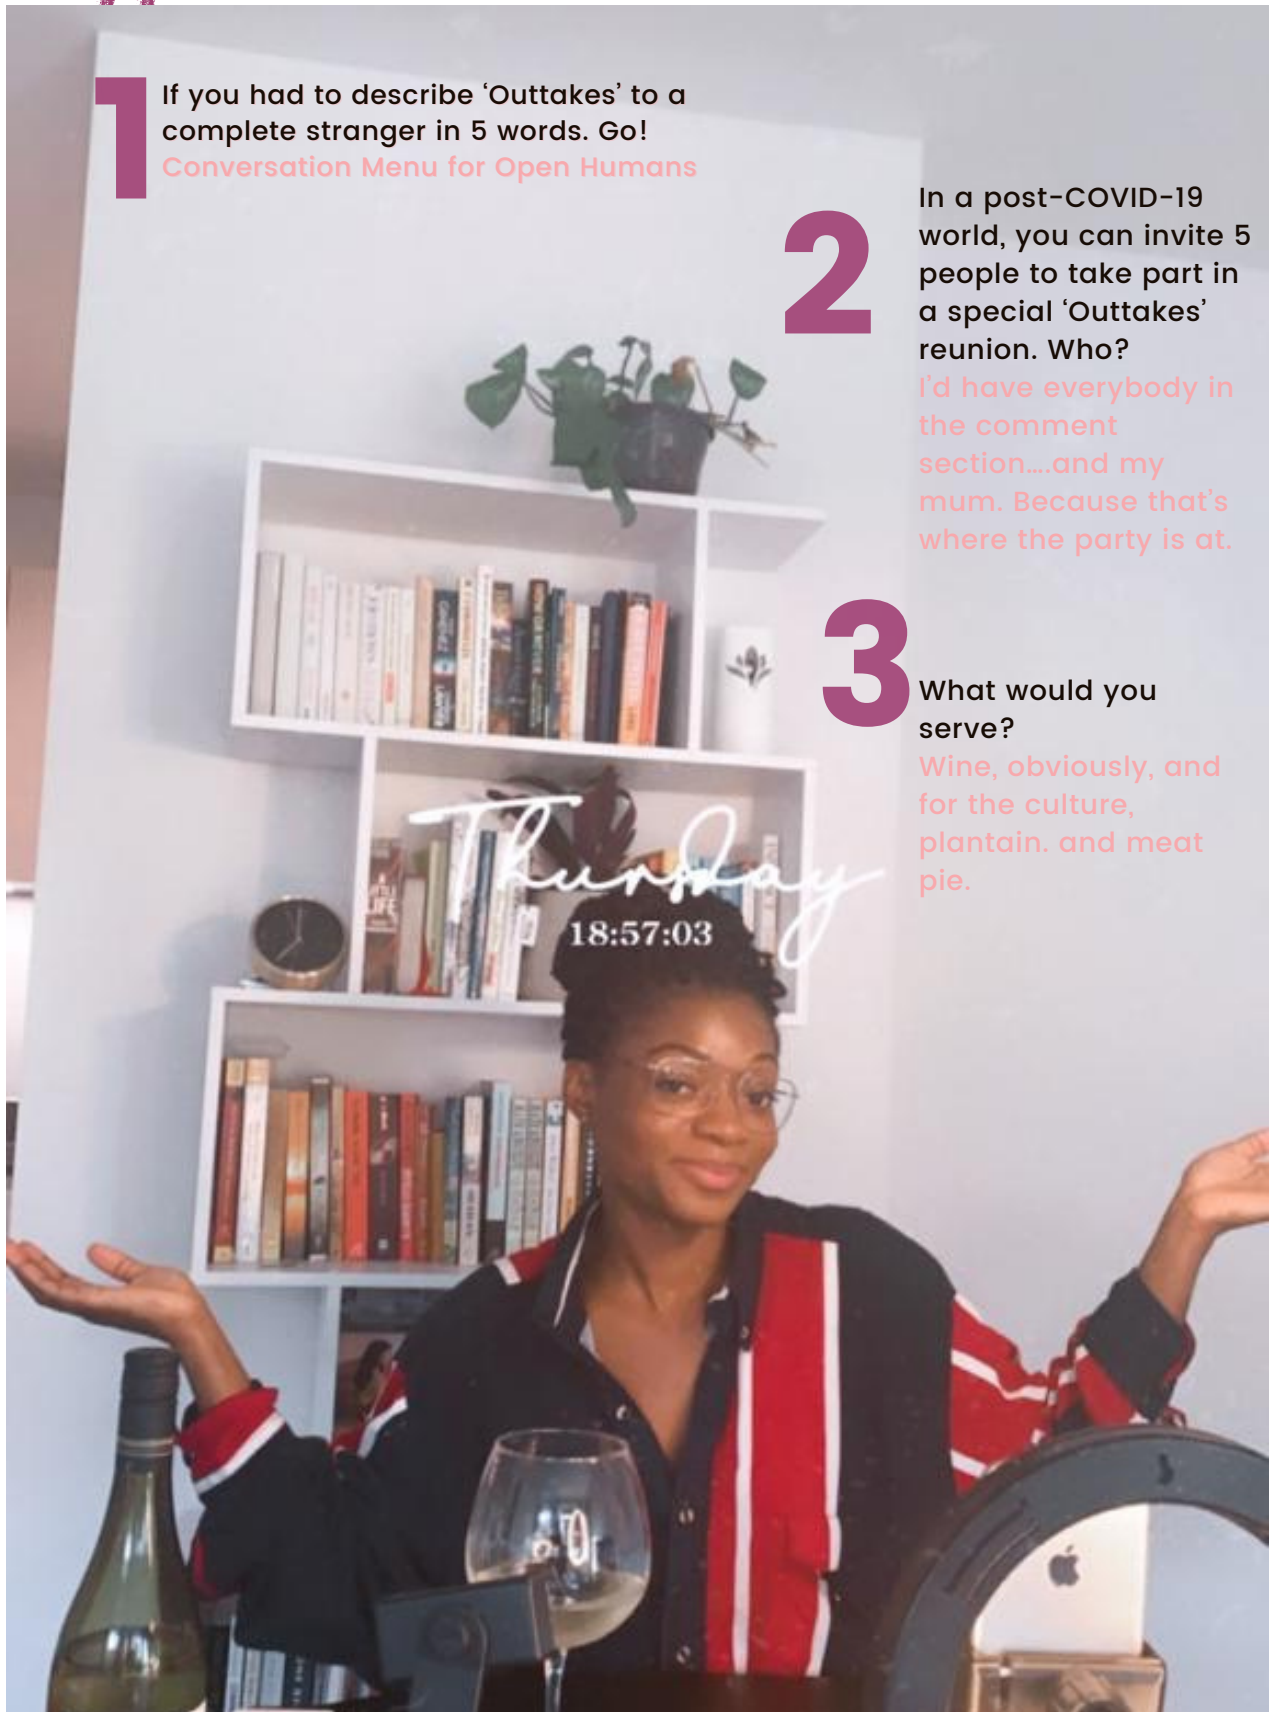 1
If you had to describe ‘Outtakes’ to a
complete stranger in 5 words. Go!
Conversation Menu for Open Humans
2
In a post-COVID-19
world, you can invite 5
people to take part in
a special ‘Outtakes’
reunion. Who?
I'd have everybody in
the comment
section....and my
mum. Because that's
where the party is at.
3
What would you
serve?
Wine, obviously, and
for the culture,
plantain. and meat
pie.
Thursday
18:57:03
A
LITTLE
LIFE